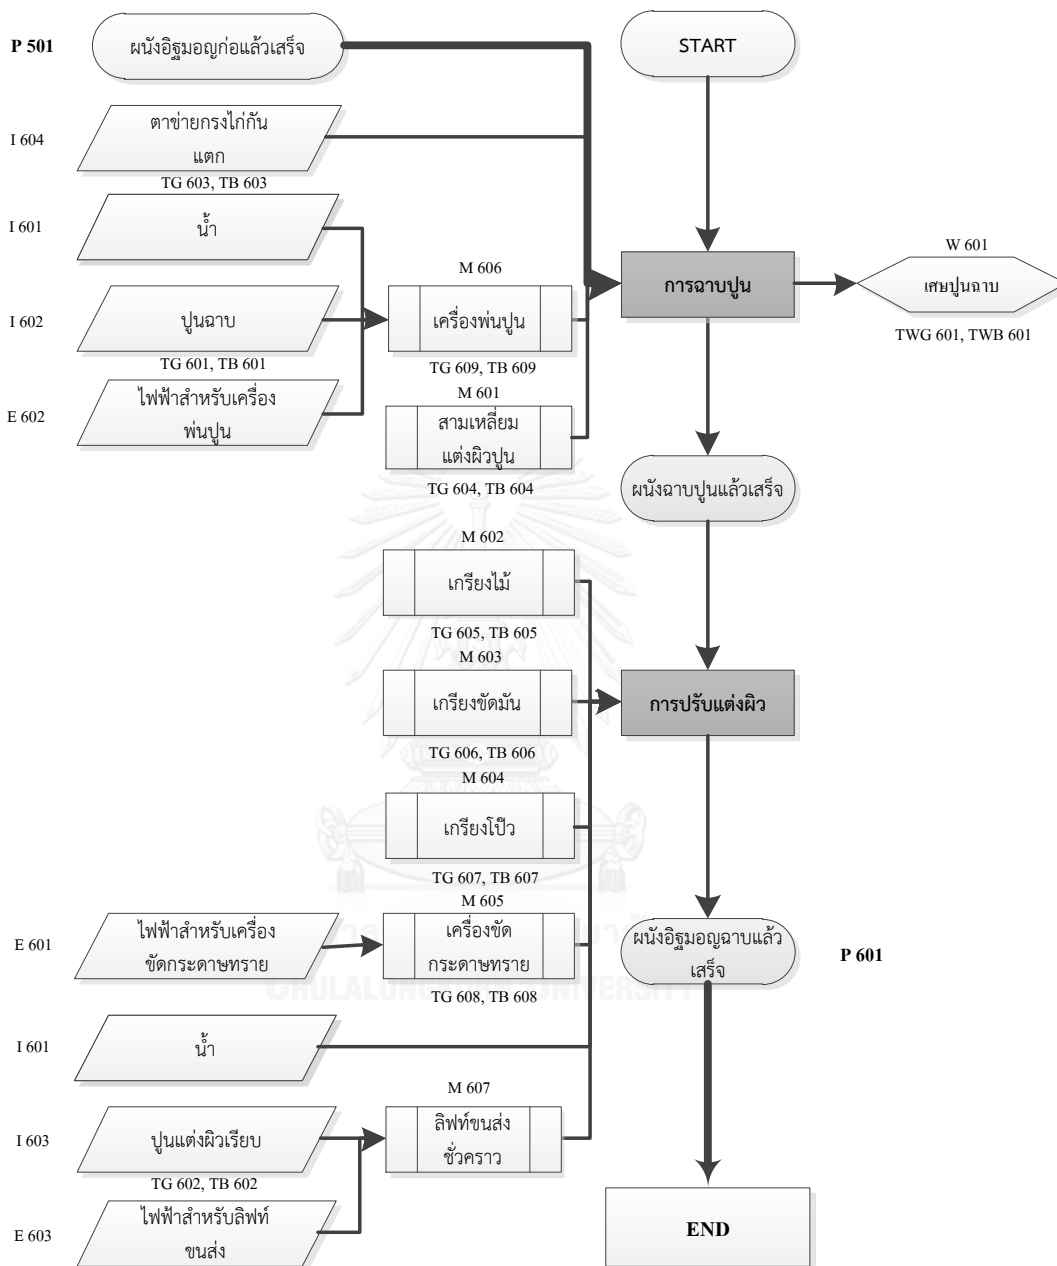 P 501
ผนังอิฐมอญก่อแล้วเสร็จ
START
I 604
ตาข่ายกรงไก่กัน
แตก
TG 603, TB 603
I 601
น้ำ
I 602
ปูนฉาบ
TG 601, TB 601
E 602
ไฟฟ้าสำหรับเครื่อง
พ่นปูน
M 606
เครื่องพ่นปูน
TG 609, TB 609
M 601
สามเหลี่ยม
แต่งผิวปูน
TG 604, TB 604
การฉาบปูน
W 601
เศษปูนฉาบ
TWG 601, TWB 601
ผนังฉาบปูนแล้วเสร็จ
M 602
เกรียงไม้
TG 605, TB 605
M 603
เกรียงขัดมัน
TG 606, TB 606
การปรับแต่งผิว
M 604
เกรียงโป๊ว
TG 607, TB 607
E 601
ไฟฟ้าสำหรับเครื่อง
ขัดกระดาษทราย
M 605
เครื่องขัด
กระดาษทราย
TG 608, TB 608
ผนังอิฐมอญฉาบแล้ว
เสร็จ
P 601
CHULALONGKORN UNIVERSITY
I 601
น้ำ
I 603
ปูนแต่งผิวเรียบ
TG 602, TB 602
M 607
ลิฟท์ขนส่ง
ชั่วคราว
E 603
ไฟฟ้าสำหรับลิฟท์
ขนส่ง
END